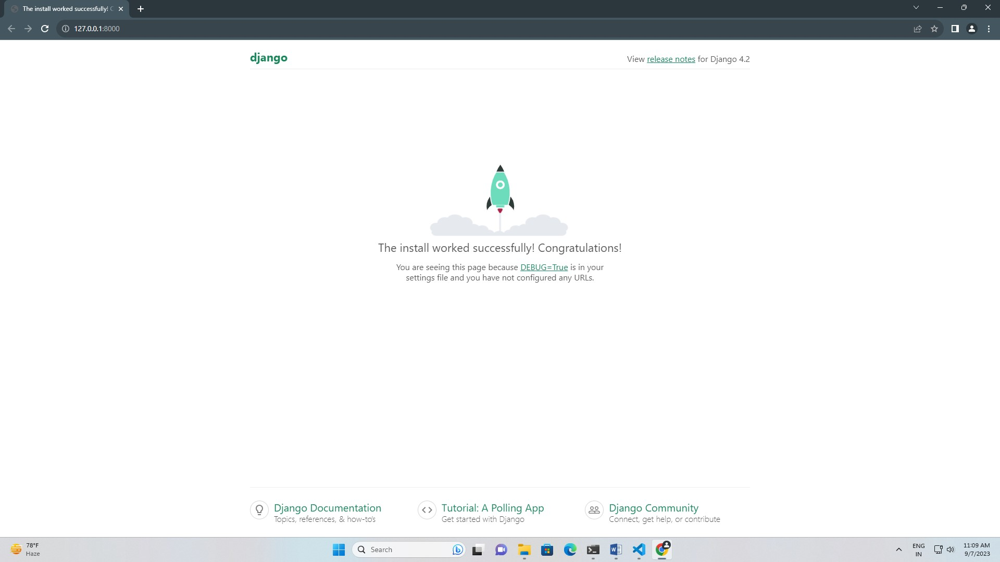 The install worked successfully! C
127.0.0.1:8000
django
View release notes for Django 4.2
The install worked successfully! Congratulations!
You are seeing this page because DEBUG=True is in your
settings file and you have not configured any URLs.
Django Documentation
Topics, references, & how-to's
Tutorial: A Polling App
Get started with Django
Django Community
Connect, get help, or contribute
78°F
Haze
Search
ENG
IN
11:09 AM
9/7/2023